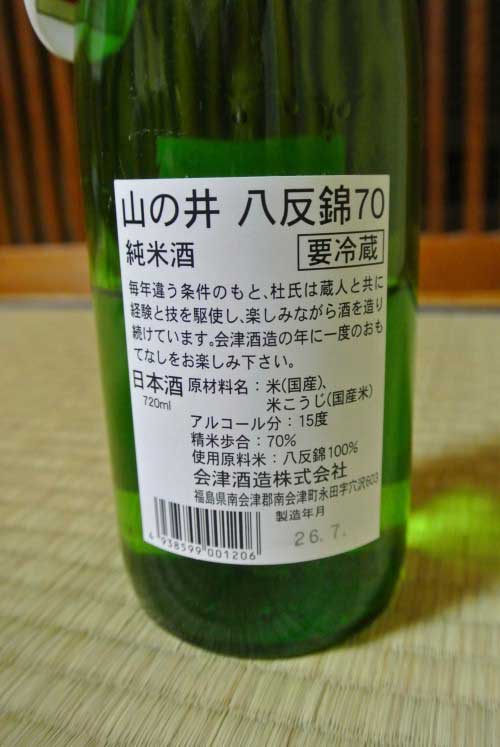 山の井 八反錦70
純米酒 要冷蔵
毎年違う条件のもと、杜氏は蔵人と共に
経験と技を駆使し、楽しみながら酒を造り
続けています。会津酒造の年に一度のおも
てなしをお楽しみ下さい。
日本酒 原材料名：米(国産)、
720ml 米こうじ(国産米)
アルコール分：15度
精米歩合：70%
使用原料米：八反錦100%
会津酒造株式会社
福島県南会津郡南会津町永田字穴沢603
製造年月
26.7.
4 938599 001206